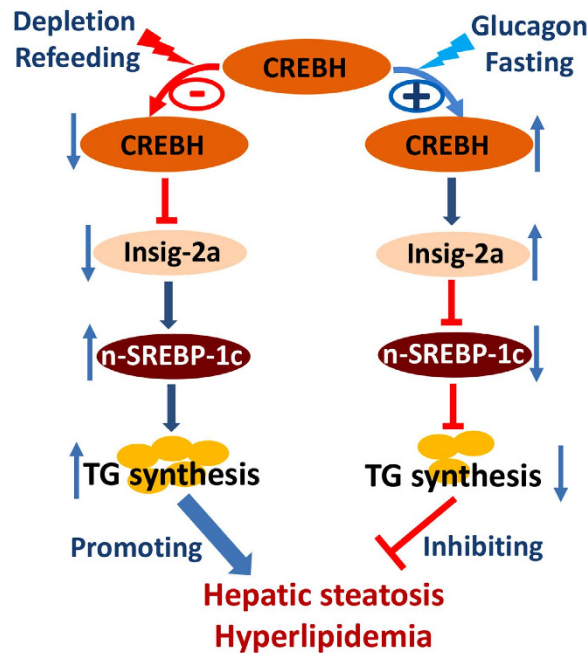 Depletion
Refeeding
CREBH
Glucagon
Fasting
-
+
CREBH
CREBH
Insig-2a
Insig-2a
n-SREBP-1c
n-SREBP-1c
TG synthesis
TG synthesis
Promoting
Inhibiting
Hepatic steatosis
Hyperlipidemia